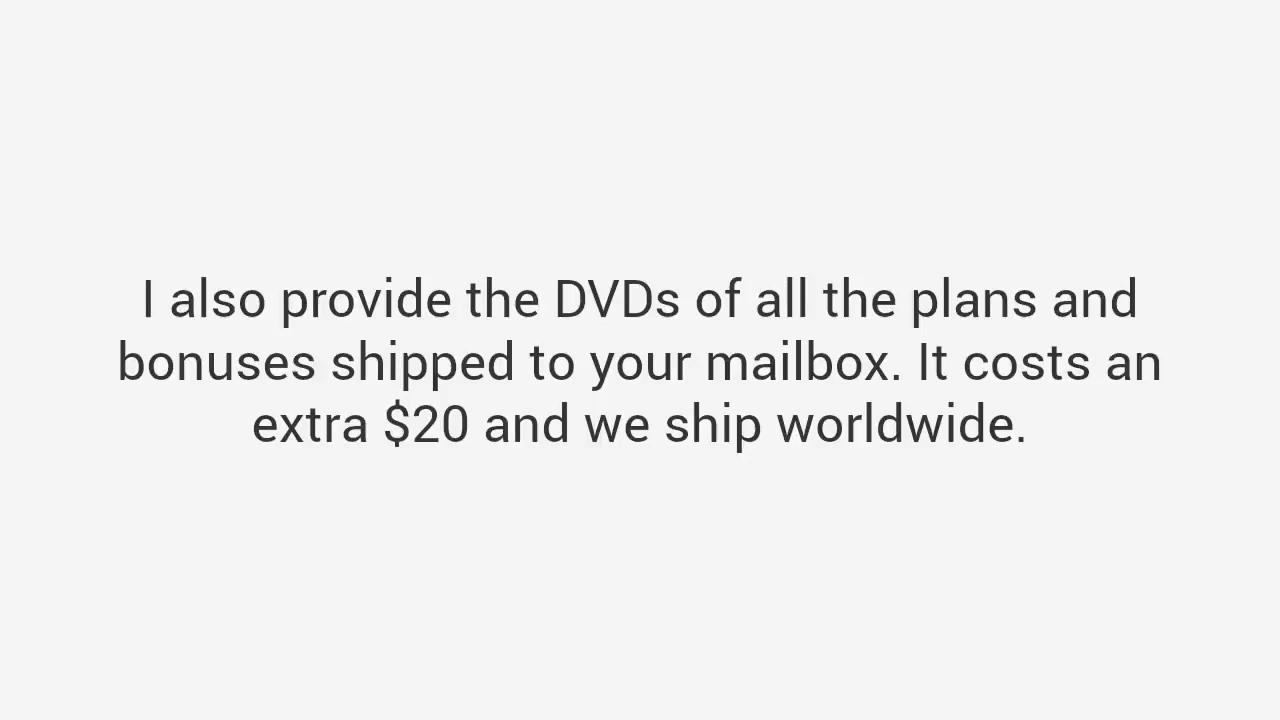 I also provide the DVDs of all the plans and
bonuses shipped to your mailbox. It costs an
extra $20 and we ship worldwide.